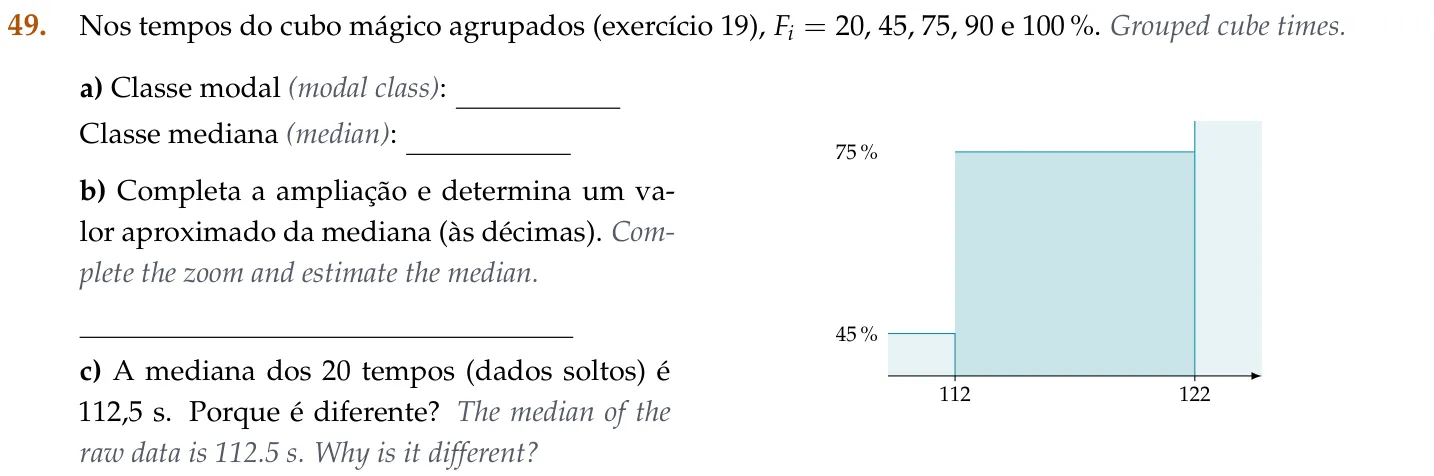 49. Nos tempos do cubo mágico agrupados (exercício 19), Fᵢ = 20, 45, 75, 90 e 100 %. Grouped cube times.
a) Classe modal (modal class):
Classe mediana (median):
b) Completa a ampliação e determina um va-
lor aproximado da mediana (às décimas). Com-
plete the zoom and estimate the median.
c) A mediana dos 20 tempos (dados soltos) é
112,5 s. Porque é diferente? The median of the
raw data is 112.5 s. Why is it different?
75 %
45 %
112
122